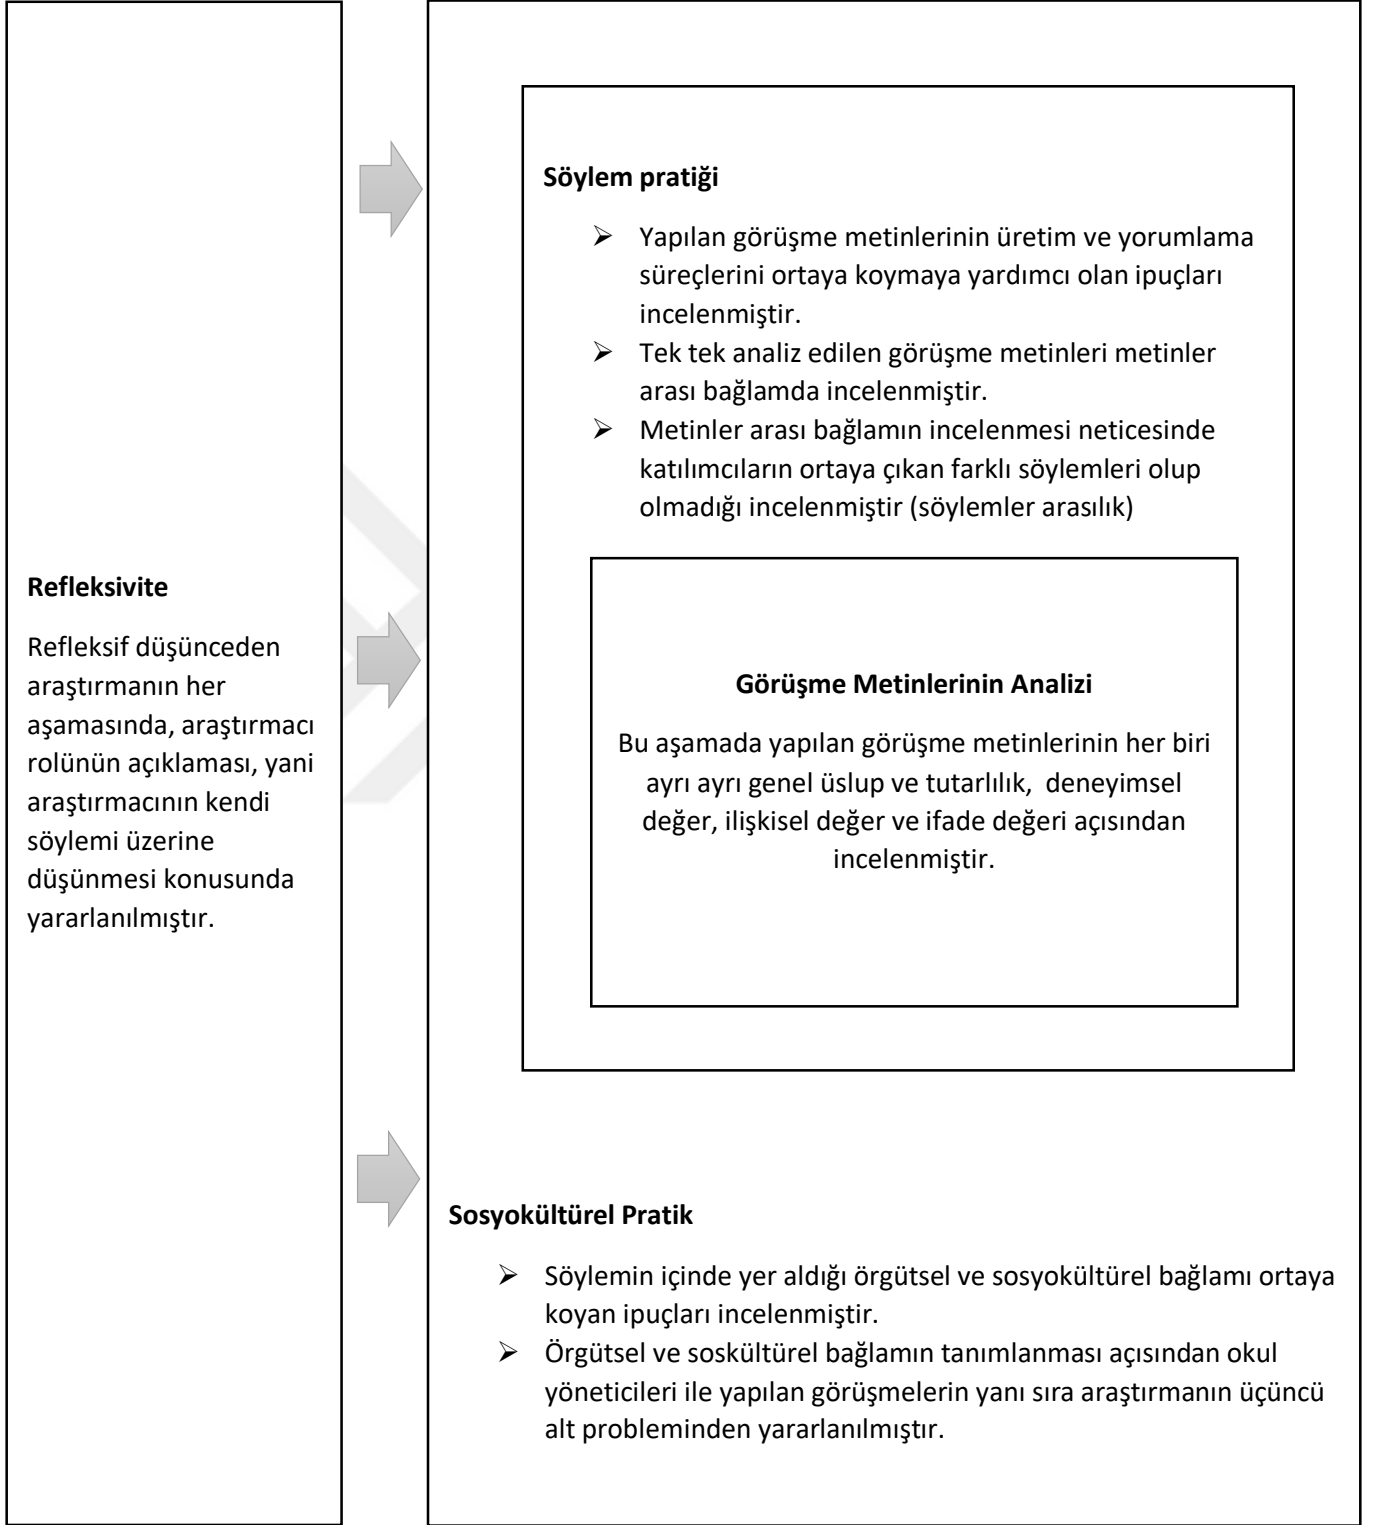 Refleksivite
Refleksif düşünceden
araştırmanın her
aşamasında, araştırmacı
rolünün açıklaması, yani
araştırmacının kendi
söylemi üzerine
düşünmesi konusunda
yararlanılmıştır.
Söylem pratiği
➢ Yapılan görüşme metinlerinin üretim ve yorumlama
süreçlerini ortaya koymaya yardımcı olan ipuçları
incelenmiştir.
➢ Tek tek analiz edilen görüşme metinleri metinler
arası bağlamda incelenmiştir.
➢ Metinler arası bağlamın incelenmesi neticesinde
katılımcıların ortaya çıkan farklı söylemleri olup
olmadığı incelenmiştir (söylemler arasılık)
Görüşme Metinlerinin Analizi
Bu aşamada yapılan görüşme metinlerinin her biri
ayrı ayrı genel üslup ve tutarlılık, deneyimsel
değer, ilişkisel değer ve ifade değeri açısından
incelenmiştir.
Sosyokültürel Pratik
➢ Söylemin içinde yer aldığı örgütsel ve sosyokültürel bağlamı ortaya
koyan ipuçları incelenmiştir.
➢ Örgütsel ve soskültürel bağlamın tanımlanması açısından okul
yöneticileri ile yapılan görüşmelerin yanı sıra araştırmanın üçüncü
alt probleminden yararlanılmıştır.